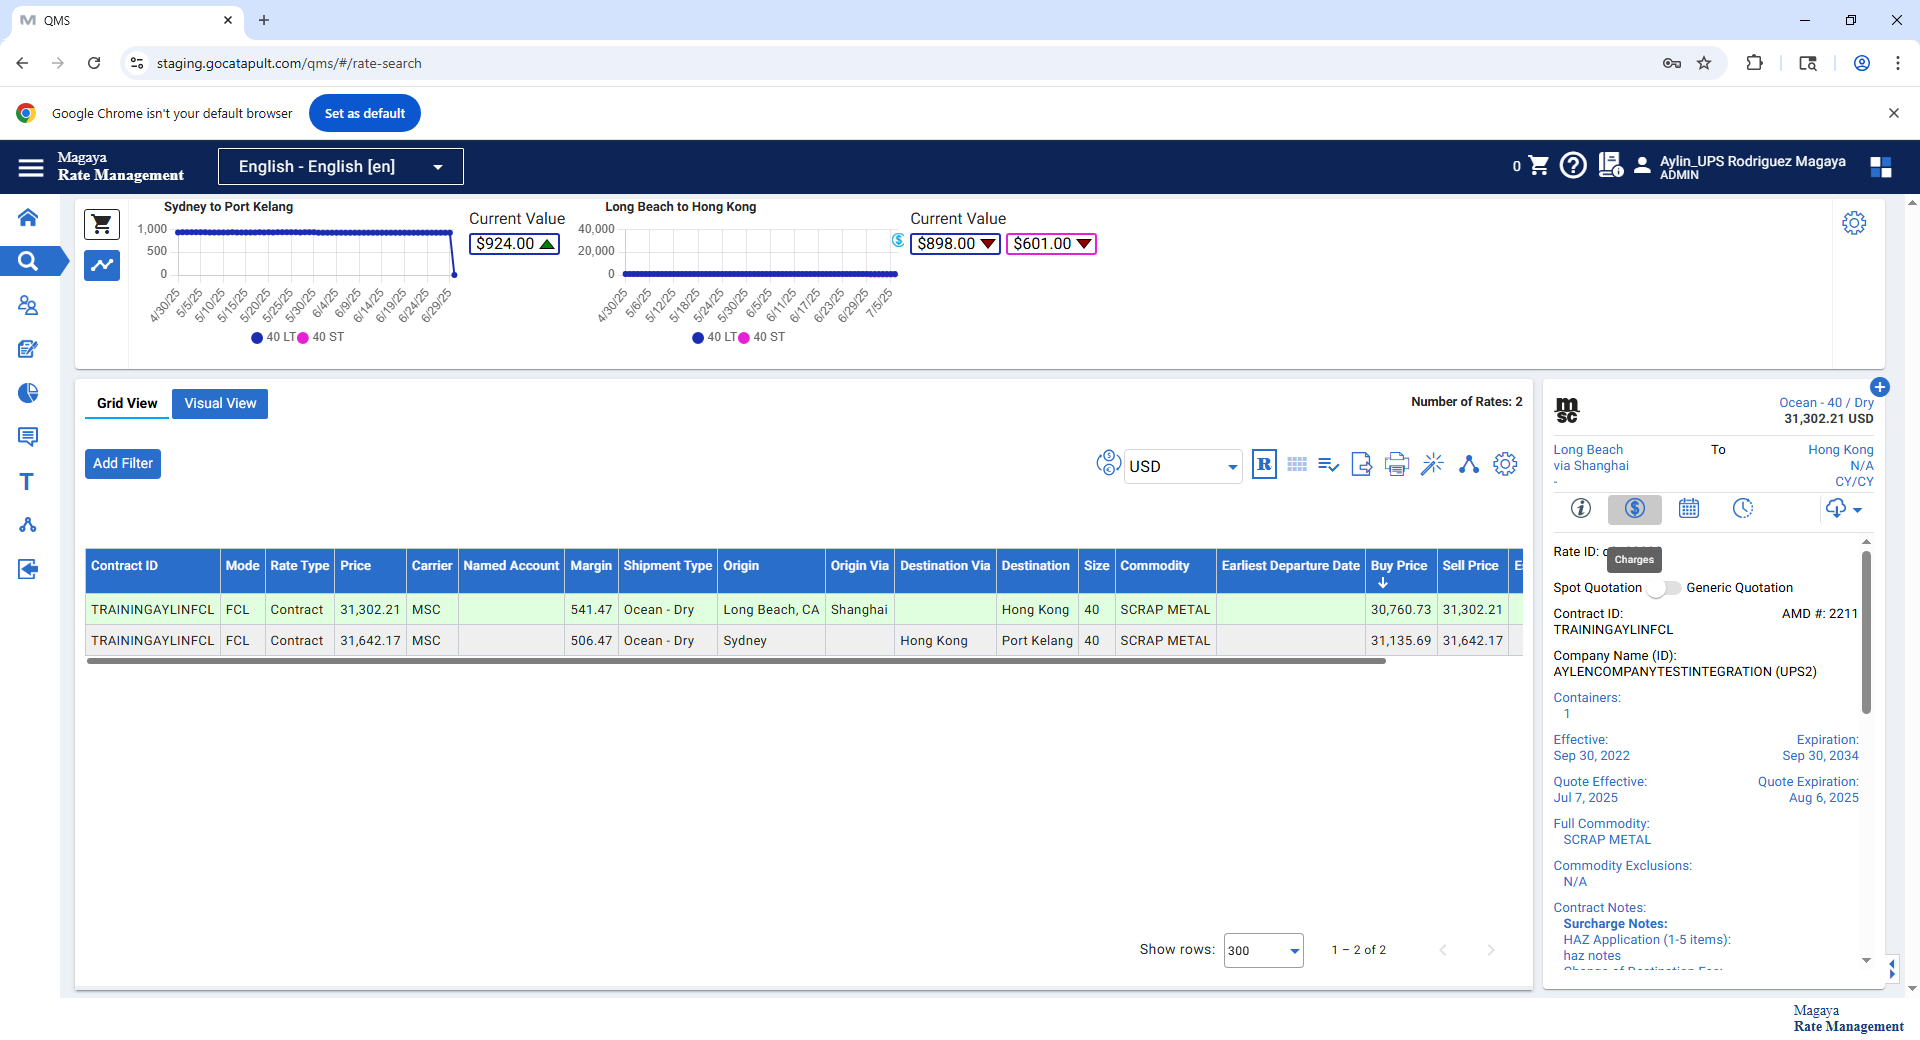 QMS
staging.gocatapult.com/qms/#/rate-search
Google Chrome isn't your default browser
Set as default
Magaya
Rate Management
English - English [en]
0
Aylin_UPS Rodriguez Magaya
ADMIN
Sydney to Port Kelang
1,000
500
0
4/30/25
5/5/25
5/10/25
5/15/25
5/20/25
5/25/25
5/30/25
6/4/25
6/9/25
6/14/25
6/19/25
6/24/25
6/29/25
40 LT
40 ST
Current Value
$924.00
Long Beach to Hong Kong
40,000
20,000
0
4/30/25
5/6/25
5/12/25
5/18/25
5/24/25
5/30/25
6/5/25
6/11/25
6/17/25
6/23/25
6/29/25
7/5/25
40 LT
40 ST
Current Value
$898.00
$601.00
Grid View
Visual View
Number of Rates: 2
Add Filter
USD
R
Contract ID Mode Rate Type Price Carrier Named Account Margin Shipment Type Origin Origin Via Destination Via Destination Size Commodity Earliest Departure Date Buy Price Sell Price
TRAININGAYLINFCL FCL Contract 31,302.21 MSC 541.47 Ocean - Dry Long Beach, CA Shanghai Hong Kong 40 SCRAP METAL 30,760.73 31,302.21
TRAININGAYLINFCL FCL Contract 31,642.17 MSC 506.47 Ocean - Dry Sydney Hong Kong Port Kelang 40 SCRAP METAL 31,135.69 31,642.17
Show rows: 300 1 – 2 of 2
msc
Ocean - 40 / Dry
31,302.21 USD
Long Beach To Hong Kong
via Shanghai N/A
- CY/CY
Rate ID:
Charges
Spot Quotation Generic Quotation
Contract ID: AMD #: 2211
TRAININGAYLINFCL
Company Name (ID):
AYLENCOMPANYTESTINTEGRATION (UPS2)
Containers:
1
Effective: Expiration:
Sep 30, 2022 Sep 30, 2034
Quote Effective: Quote Expiration:
Jul 7, 2025 Aug 6, 2025
Full Commodity:
SCRAP METAL
Commodity Exclusions:
N/A
Contract Notes:
Surcharge Notes:
HAZ Application (1-5 items):
haz notes
Change of Destination Fee:
Magaya
Rate Management